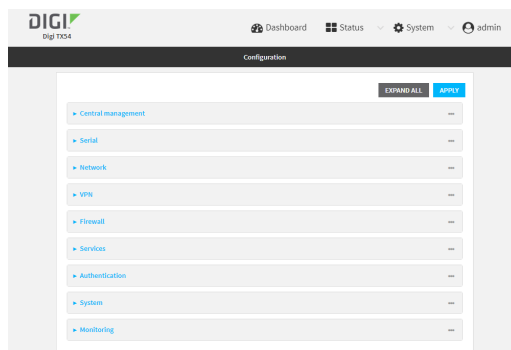 DIGI
Digi TX54
Dashboard Status System admin
Configuration
EXPAND ALL APPLY
Central management
Serial
Network
VPN
Firewall
Services
Authentication
System
Monitoring